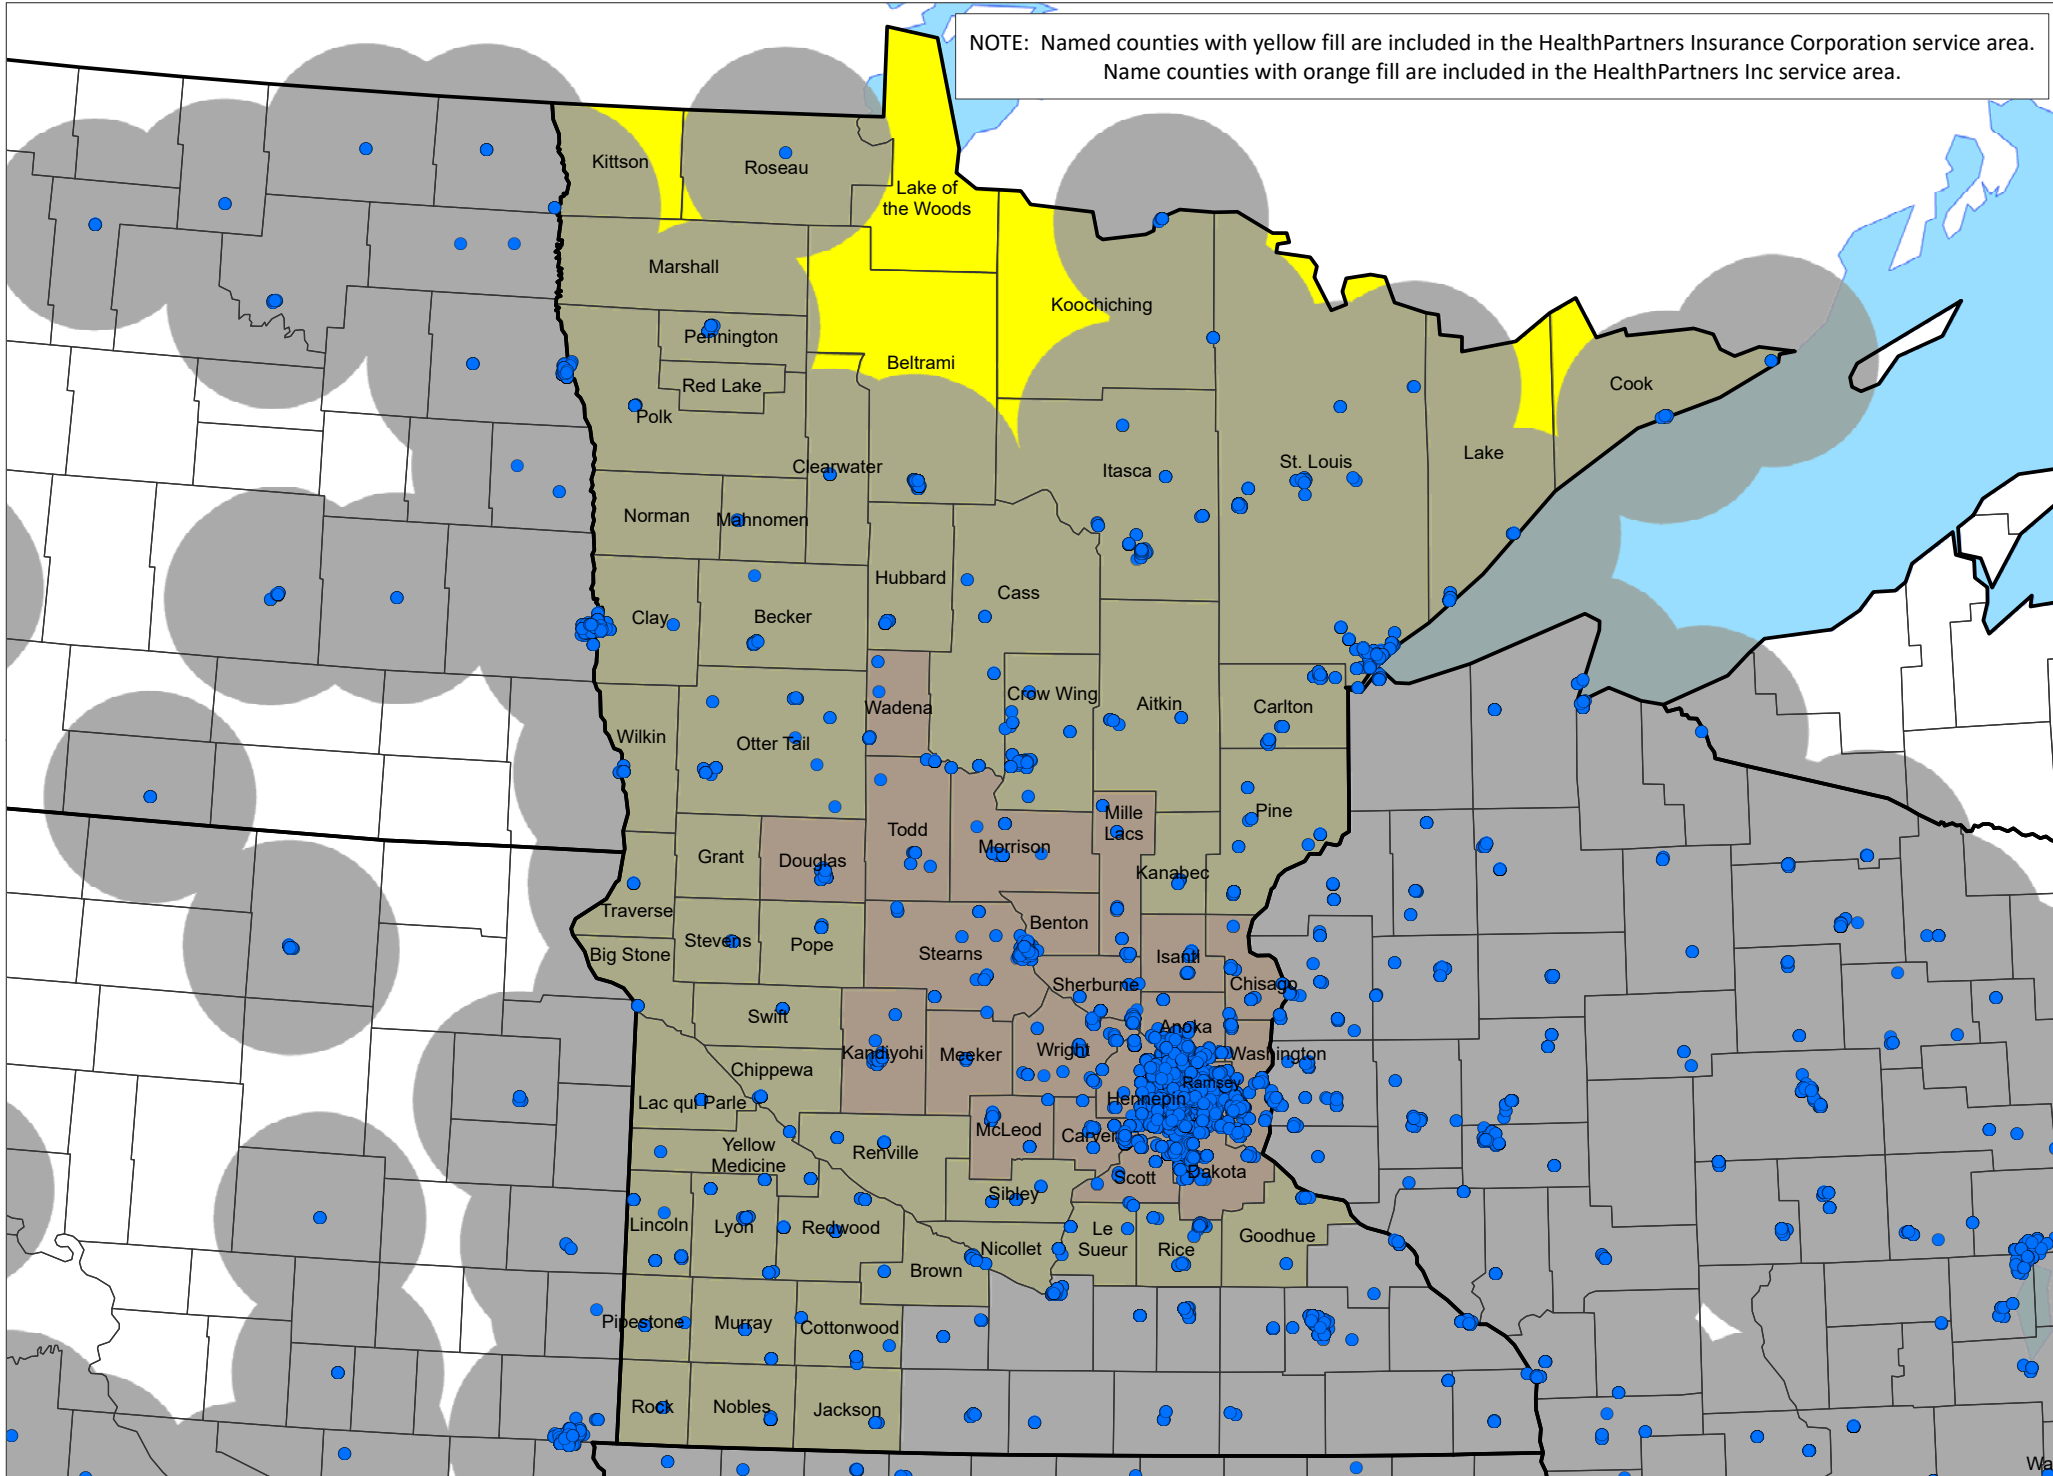 NOTE:  Named counties with yellow fill are included in the HealthPartners Insurance Corporation service area.
Name counties with orange fill are included in the HealthPartners Inc service area.
Kittson
Roseau
Lake of
the Woods
Marshall
Koochiching
Pennington
Beltrami
Red Lake
Cook
Polk
Clearwater
Itasca
St. Louis
Lake
Norman
Mahnomen
Hubbard
Cass
Clay
Becker
Wadena
Crow Wing
Aitkin
Carlton
Wilkin
Otter Tail
Mille
Lacs
Pine
Todd
Morrison
Grant
Douglas
Kanabec
Traverse
Stevens
Pope
Benton
Big Stone
Stearns
Isanti
Sherburne
Chisago
Swift
Anoka
Kandiyohi
Meeker
Wright
Washington
Chippewa
Ramsey
Lac qui Parle
Hennepin
McLeod
Carver
Yellow
Medicine
Renville
Scott
Dakota
Sibley
Lincoln
Lyon
Redwood
Le
Sueur
Nicollet
Rice
Goodhue
Brown
Pipestone
Murray
Cottonwood
Rock
Nobles
Jackson
Wa